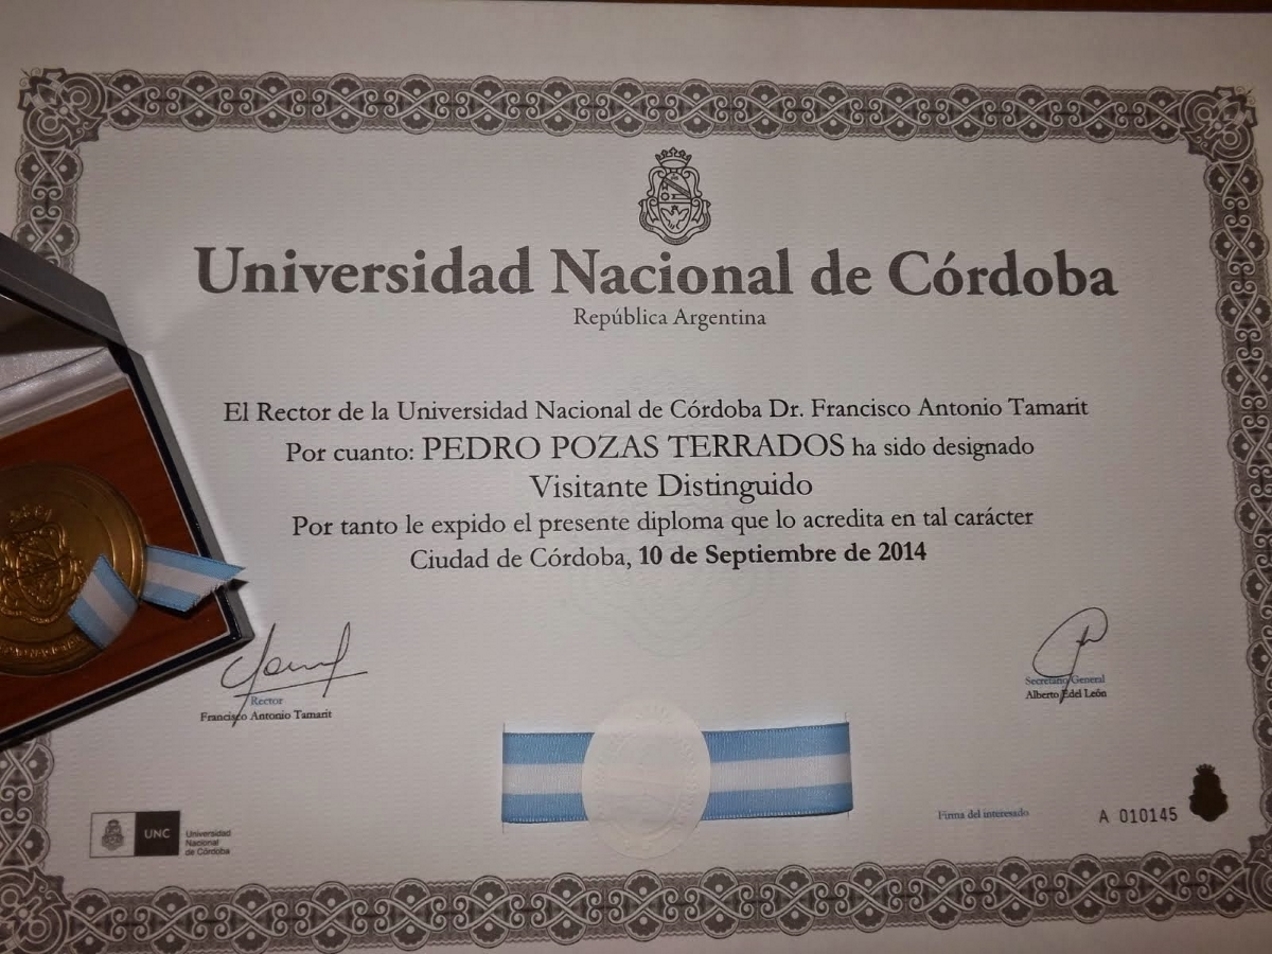 Universidad Nacional de Córdoba
República Argentina
El Rector de la Universidad Nacional de Córdoba Dr. Francisco Antonio Tamarit
Por cuanto: PEDRO POZAS TERRADOS ha sido designado
Visitante Distinguido
Por tanto le expido el presente diploma que lo acredita en tal carácter
Ciudad de Córdoba, 10 de Septiembre de 2014
Rector
Francisco Antonio Tamarit
Secretario General
Alberto Edel León
UNC
Universidad
Nacional
de Córdoba
Firma del interesado
A 010145